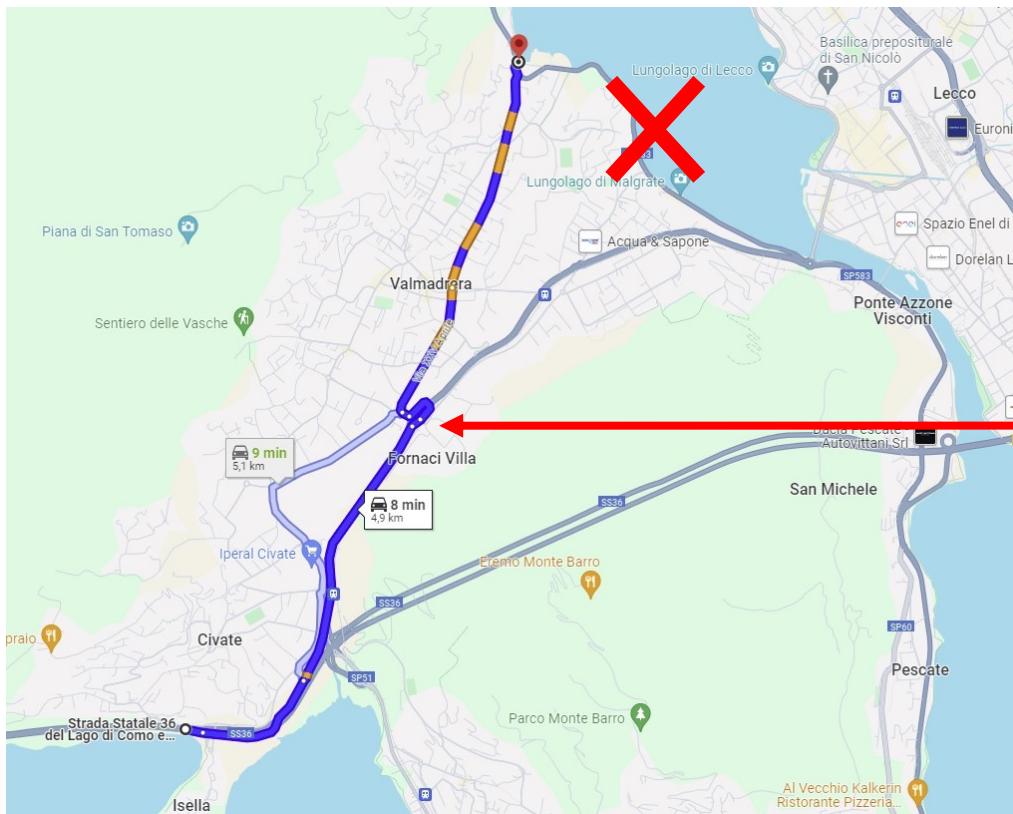 Basilica prepositurale
di San Nicolò
Lungolago di Lecco
Lecco
Euroni
Lungolago di Malgrate
Piana di San Tomaso
Acqua & Sapone
Spazio Enel di
Dorelan L
Valmadrera
SP583
Ponte Azzone
Visconti
Sentiero delle Vasche
9 min
5,1 km
Fornaci Villa
Dacia Pescate -
Autovittani Srl
8 min
4,9 km
San Michele
SS36
Iperal Civate
Eremo Monte Barro
SS36
praio
Civate
SP60
SP51
Pescate
Strada Statale 36
del Lago di Como e...
SS36
Parco Monte Barro
Isella
Al Vecchio Kalkerin
Ristorante Pizzeria...